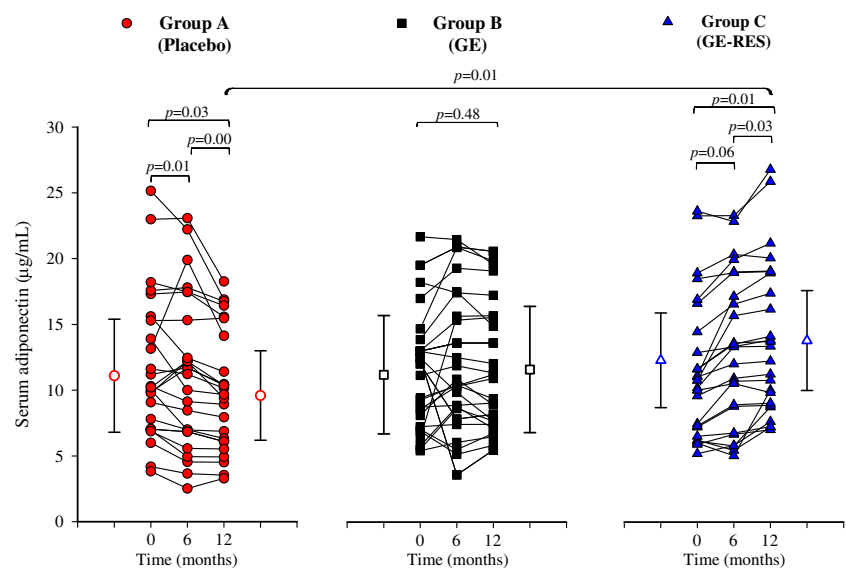 Group A
(Placebo)
Group B
(GE)
Group C
(GE-RES)
p=0.01
p=0.03
p=0.00
p=0.01
p=0.48
p=0.01
p=0.03
p=0.06
Serum adiponectin (µg/mL)
30
25
20
15
10
5
0
0 6 12
Time (months)
0 6 12
Time (months)
0 6 12
Time (months)